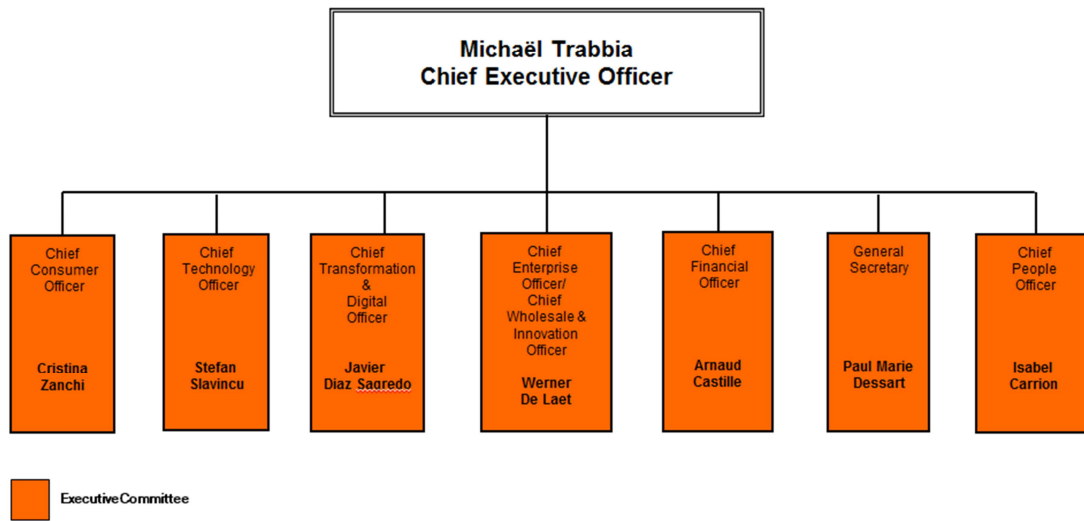 Michaël Trabbia
Chief Executive Officer
Chief
Consumer
Officer
Cristina
Zanchi
Chief
Technology
Officer
Stefan
Slavincu
Chief
Transformation
&
Digital
Officer
Javier
Diaz Sagredo
Chief
Enterprise
Officer/
Chief
Wholesale &
Innovation
Officer
Werner
De Laet
Chief
Financial
Officer
Arnaud
Castille
General
Secretary
Paul Marie
Dessart
Chief
People
Officer
Isabel
Carrion
Executive Committee